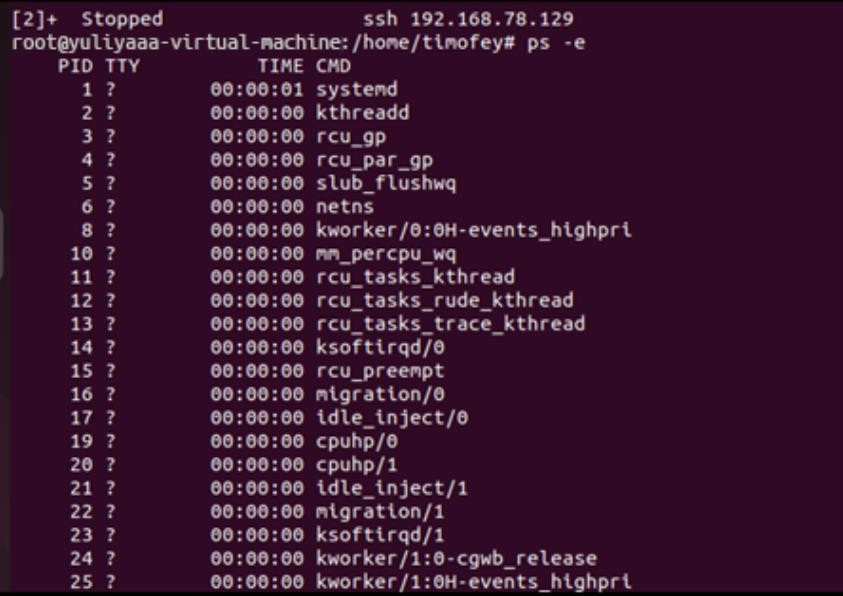 [2]+  Stopped                 ssh 192.168.78.129
root@yuliyaaa-virtual-machine:/home/timofey# ps -e
    PID TTY          TIME CMD
      1 ?        00:00:01 systemd
      2 ?        00:00:00 kthreadd
      3 ?        00:00:00 rcu_gp
      4 ?        00:00:00 rcu_par_gp
      5 ?        00:00:00 slub_flushwq
      6 ?        00:00:00 netns
      8 ?        00:00:00 kworker/0:0H-events_highpri
     10 ?        00:00:00 mm_percpu_wq
     11 ?        00:00:00 rcu_tasks_kthread
     12 ?        00:00:00 rcu_tasks_rude_kthread
     13 ?        00:00:00 rcu_tasks_trace_kthread
     14 ?        00:00:00 ksoftirqd/0
     15 ?        00:00:00 rcu_preempt
     16 ?        00:00:00 migration/0
     17 ?        00:00:00 idle_inject/0
     19 ?        00:00:00 cpuhp/0
     20 ?        00:00:00 cpuhp/1
     21 ?        00:00:00 idle_inject/1
     22 ?        00:00:00 migration/1
     23 ?        00:00:00 ksoftirqd/1
     24 ?        00:00:00 kworker/1:0-cgwb_release
     25 ?        00:00:00 kworker/1:0H-events_highpri